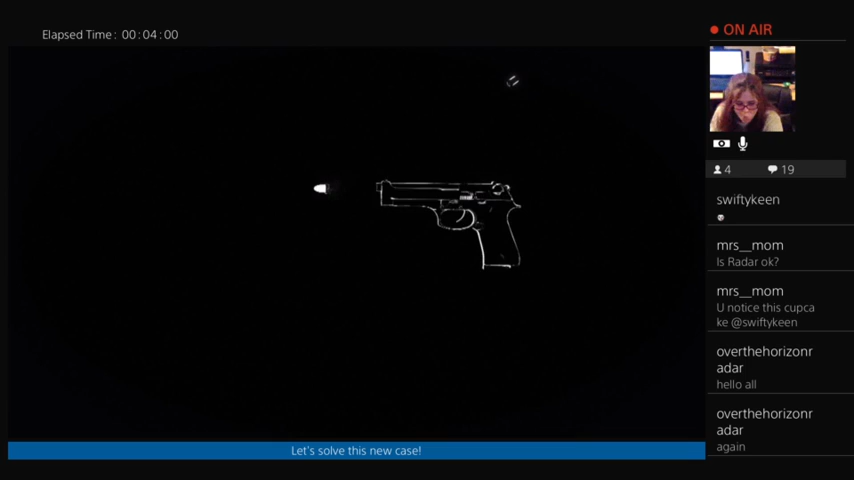 Elapsed Time: 00:04:00
ON AIR
4
19
swiftykeen
mrs__mom
Is Radar ok?
mrs__mom
U notice this cupca
ke @swiftykeen
overthehorizonr
adar
hello all
overthehorizonr
adar
again
Let's solve this new case!